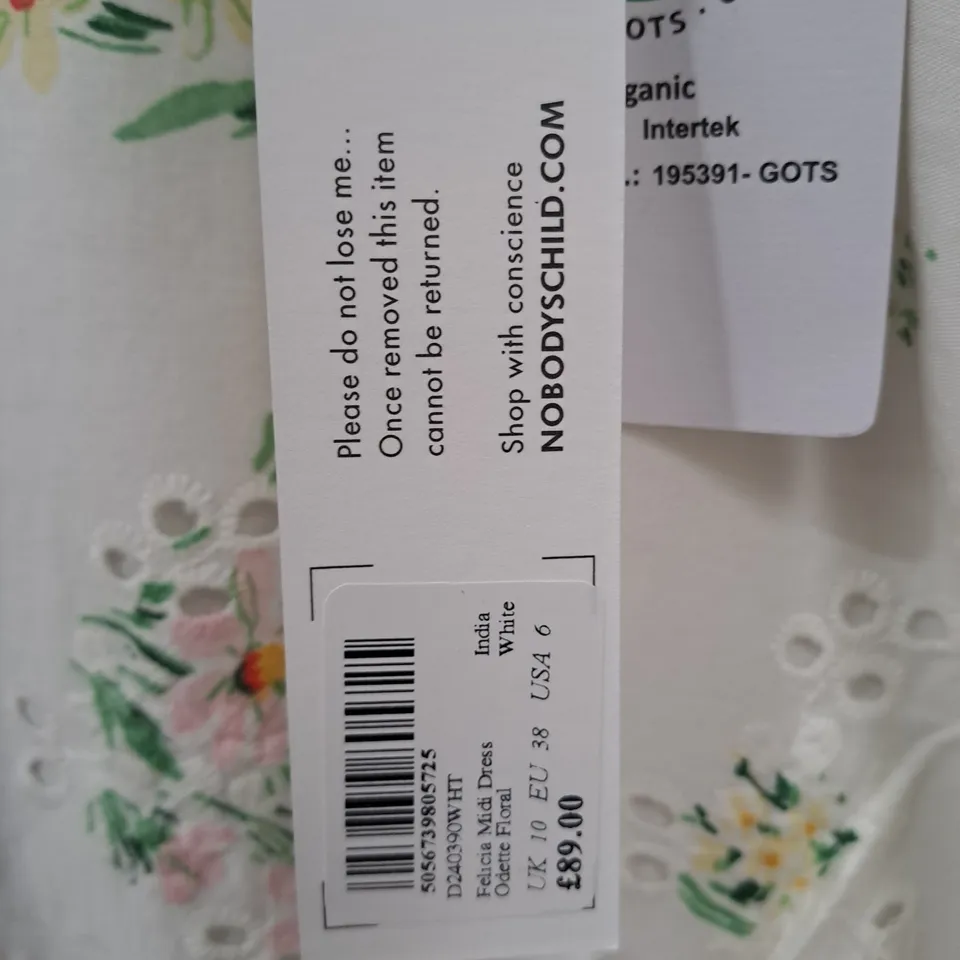 Please do not lose me...
Once removed this item
cannot be returned.
Shop with conscience
NOBODYSCHILD.COM
5056739805725
D240390WHT
Felicia Midi Dress India
Odette Floral White
UK 10 EU 38 USA 6
£89.00
OTS
ganic
Intertek
.: 195391- GOTS